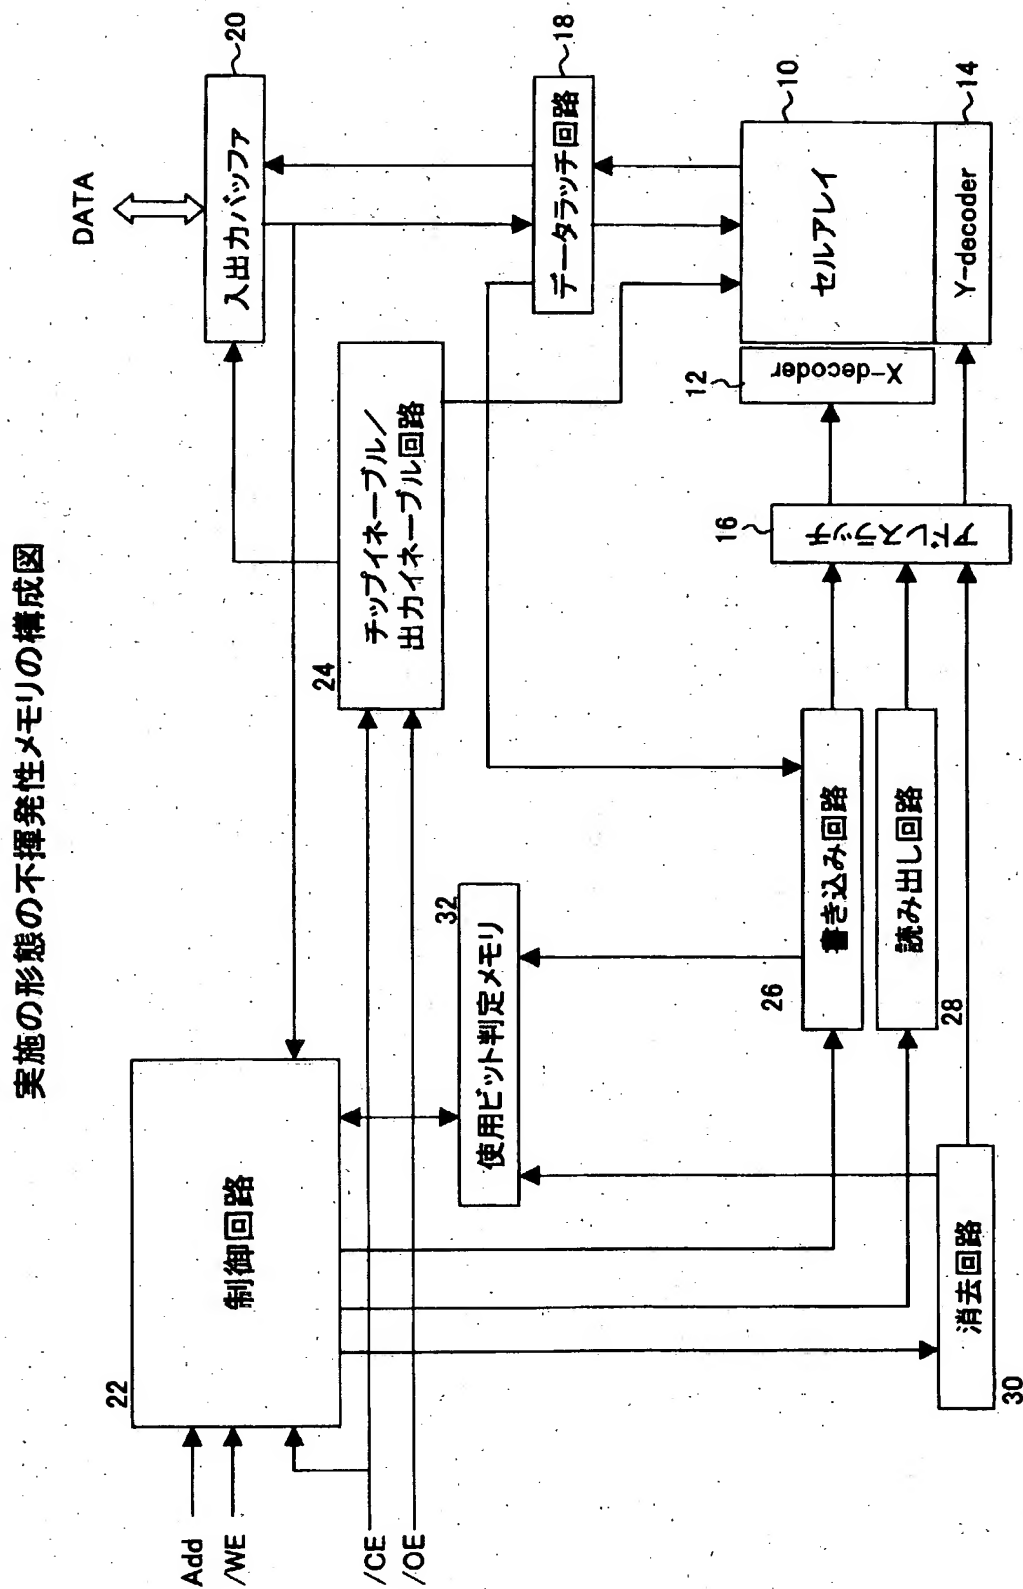 実施の形態の不揮発性メモリの構成図
DATA
20
入出力バッファ
18
データラッチ回路
10
セルアレイ
14
Y-decoder
12
X-decoder
24
チップイネーブル／
出力イネーブル回路
16
アドレスラッチ
22
制御回路
32
使用ビット判定メモリ
26
書き込み回路
28
読み出し回路
30
消去回路
Add
/WE
/CE
/OE